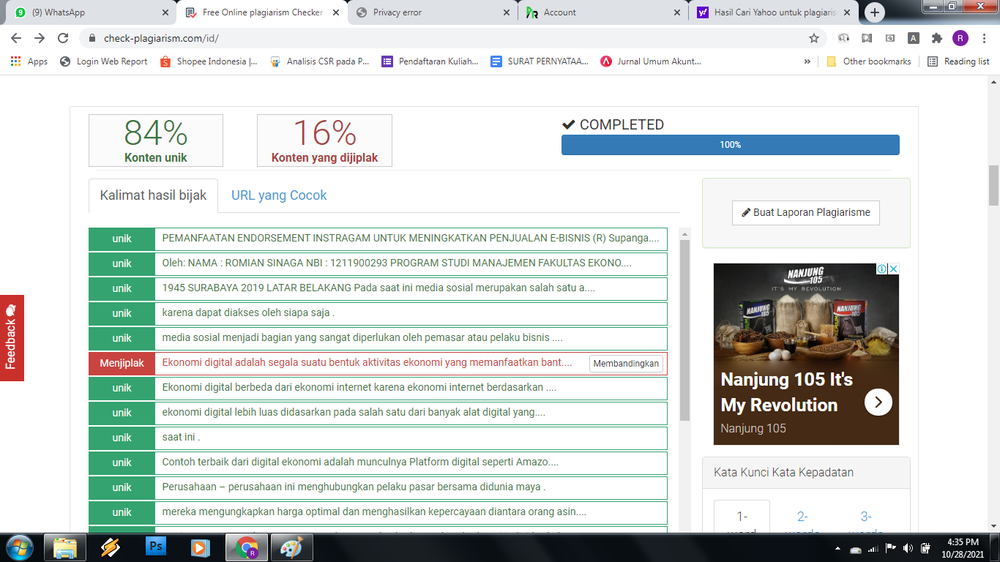 (9) WhatsApp
Free Online plagiarism Checker
Privacy error
Account
Hasil Cari Yahoo untuk plagiaris
check-plagiarism.com/id/
R
Apps
Login Web Report
Shopee Indonesia |...
Analisis CSR pada P...
Pendaftaran Kuliah...
SURAT PERNYATAA...
Jurnal Umum Akunt...
»
Other bookmarks
Reading list
84%
Konten unik
16%
Konten yang dijiplak
COMPLETED
100%
Kalimat hasil bijak
URL yang Cocok
Buat Laporan Plagiarisme
unik PEMANFAATAN ENDORSEMENT INSTRAGAM UNTUK MENINGKATKAN PENJUALAN E-BISNIS (R) Supanga....
unik Oleh: NAMA : ROMIAN SINAGA NBI : 1211900293 PROGRAM STUDI MANAJEMEN FAKULTAS EKONO....
unik 1945 SURABAYA 2019 LATAR BELAKANG Pada saat ini media sosial merupakan salah satu a....
unik karena dapat diakses oleh siapa saja .
unik media sosial menjadi bagian yang sangat diperlukan oleh pemasar atau pelaku bisnis ....
Menjiplak Ekonomi digital adalah segala suatu bentuk aktivitas ekonomi yang memanfaatkan bant.... Membandingkan
unik Ekonomi digital berbeda dari ekonomi internet karena ekonomi internet berdasarkan ....
unik ekonomi digital lebih luas didasarkan pada salah satu dari banyak alat digital yang....
unik saat ini .
unik Contoh terbaik dari digital ekonomi adalah munculnya Platform digital seperti Amazo....
unik Perusahaan – perusahaan ini menghubungkan pelaku pasar bersama didunia maya .
unik mereka mengungkapkan harga optimal dan menghasilkan kepercayaan diantara orang asin....
Feedback
NANJUNG
105
IT'S MY REVOLUTION
Nanjung 105 It's
My Revolution
Nanjung 105
Kata Kunci Kata Kepadatan
1-
2-
3-
Ps
4:35 PM
10/28/2021